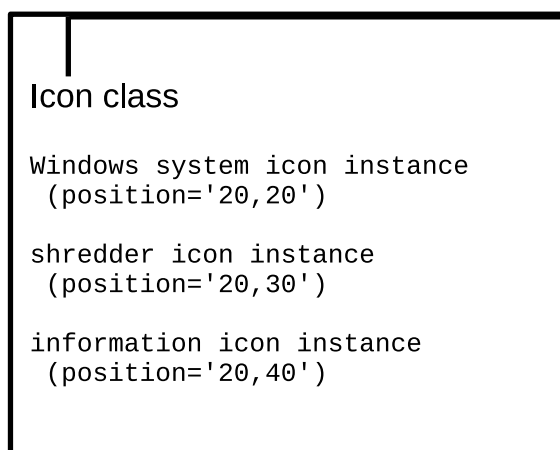 Icon class
Windows system icon instance
(position='20,20')
shredder icon instance
(position='20,30')
information icon instance
(position='20,40')